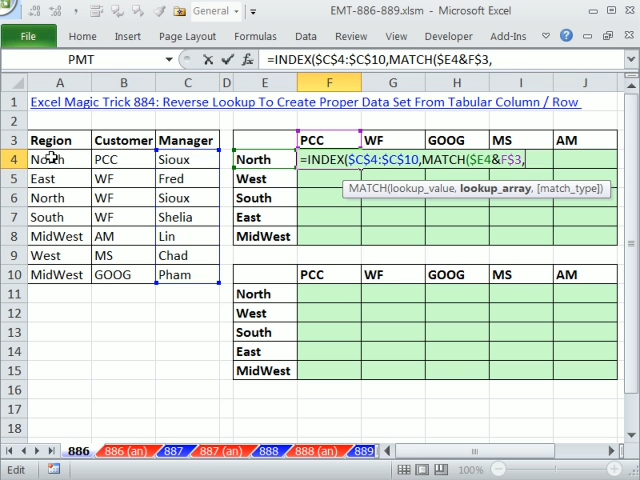 EMT-886-889.xlsm - Microsoft Excel
General
File Home Insert Page Layout Formulas Data Review View Developer Add-Ins
PMT =INDEX($C$4:$C$10,MATCH($E4&F$3,
A B C D E F G H I J
1 Excel Magic Trick 884: Reverse Lookup To Create Proper Data Set From Tabular Column / Row
2
3 Region Customer Manager PCC WF GOOG MS AM
4 North PCC Sioux North =INDEX($C$4:$C$10,MATCH($E4&F$3,
MATCH(lookup_value, lookup_array, [match_type])
5 East WF Fred West
6 North WF Sioux South
7 South WF Shelia East
8 MidWest AM Lin MidWest
9 West MS Chad
10 MidWest GOOG Pham PCC WF GOOG MS AM
11 North
12 West
13 South
14 East
15 MidWest
16
17
18
886 886 (an) 887 887 (an) 888 888 (an) 889
Edit 100%